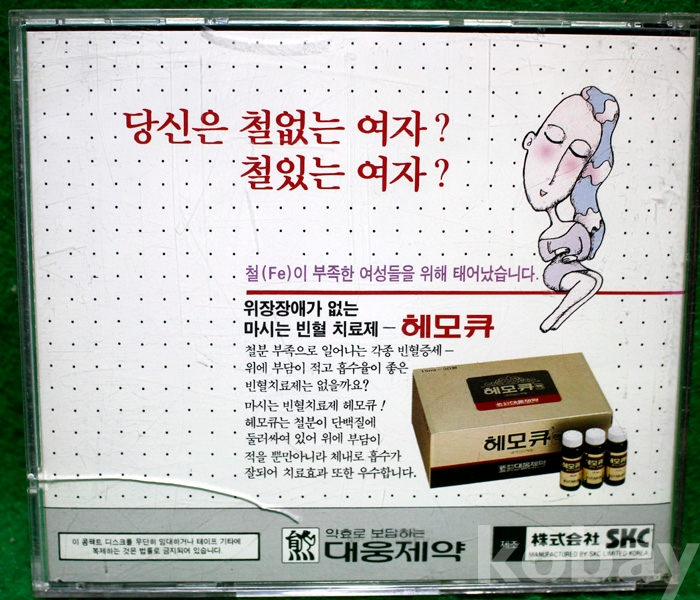 당신은 철없는 여자?
철있는 여자?
철(Fe)이 부족한 여성들을 위해 태어났습니다.
위장장애가 없는
마시는 빈혈 치료제 – 헤모큐
철분 부족으로 일어나는 각종 빈혈증세 –
위에 부담이 적고 흡수율이 좋은
빈혈치료제는 없을까요?
마시는 빈혈치료제 헤모큐!
헤모큐는 철분이 단백질에
둘러싸여 있어 위에 부담이
적을 뿐만아니라 체내로 흡수가
잘되어 치료효과 또한 우수합니다.
헤모큐
헤모큐
헤모큐
헤모큐
헤모큐
이 콤팩트 디스크를 무단히 임대하거나 테이프 기타에
복제하는 것은 법률로 금지되어 있습니다.
약효로 보답하는
대웅제약
제조 株式会社 SKC
MANUFACTURED BY SKC LIMITED KOREA
kobay